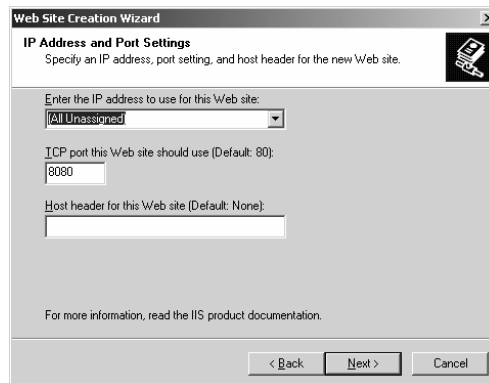 Web Site Creation Wizard
IP Address and Port Settings
Specify an IP address, port setting, and host header for the new Web site.
Enter the IP address to use for this Web site:
(All Unassigned)
TCP port this Web site should use (Default: 80):
8080
Host header for this Web site (Default: None):
For more information, read the IIS product documentation.
< Back Next > Cancel